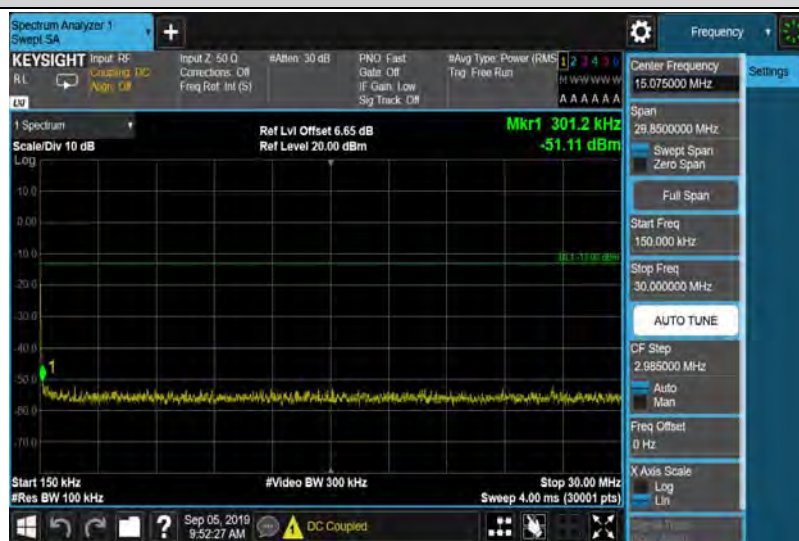 Spectrum Analyzer 1
Swept SA
+
Frequency
KEYSIGHT
RL
LXI
Input: RF
Coupling: DC
Align: Off
Input Z: 50 Ω
Corrections: Off
Freq Ref: Int (S)
#Atten: 30 dB
PNO: Fast
Gate: Off
IF Gain: Low
Sig Track: Off
#Avg Type: Power (RMS
Trig: Free Run
1 2 3 4 5 6
M W W W W W
A A A A A A
Center Frequency
15.075000 MHz
Settings
1 Spectrum
Scale/Div 10 dB
Ref Lvl Offset 6.65 dB
Ref Level 20.00 dBm
Mkr1 301.2 kHz
-51.11 dBm
Span
29.8500000 MHz
Swept Span
Zero Span
Full Span
Start Freq
150.000 kHz
Stop Freq
30.000000 MHz
AUTO TUNE
CF Step
2.985000 MHz
Auto
Man
Freq Offset
0 Hz
X Axis Scale
Log
Lin
Log
10.0
0.00
-10.0
DL1 -13.00 dBm
-20.0
-30.0
-40.0
1
-50.0
-60.0
-70.0
Start 150 kHz
#Video BW 300 kHz
Stop 30.00 MHz
#Res BW 100 kHz
Sweep 4.00 ms (30001 pts)
?
Sep 05, 2019
9:52:27 AM
DC Coupled